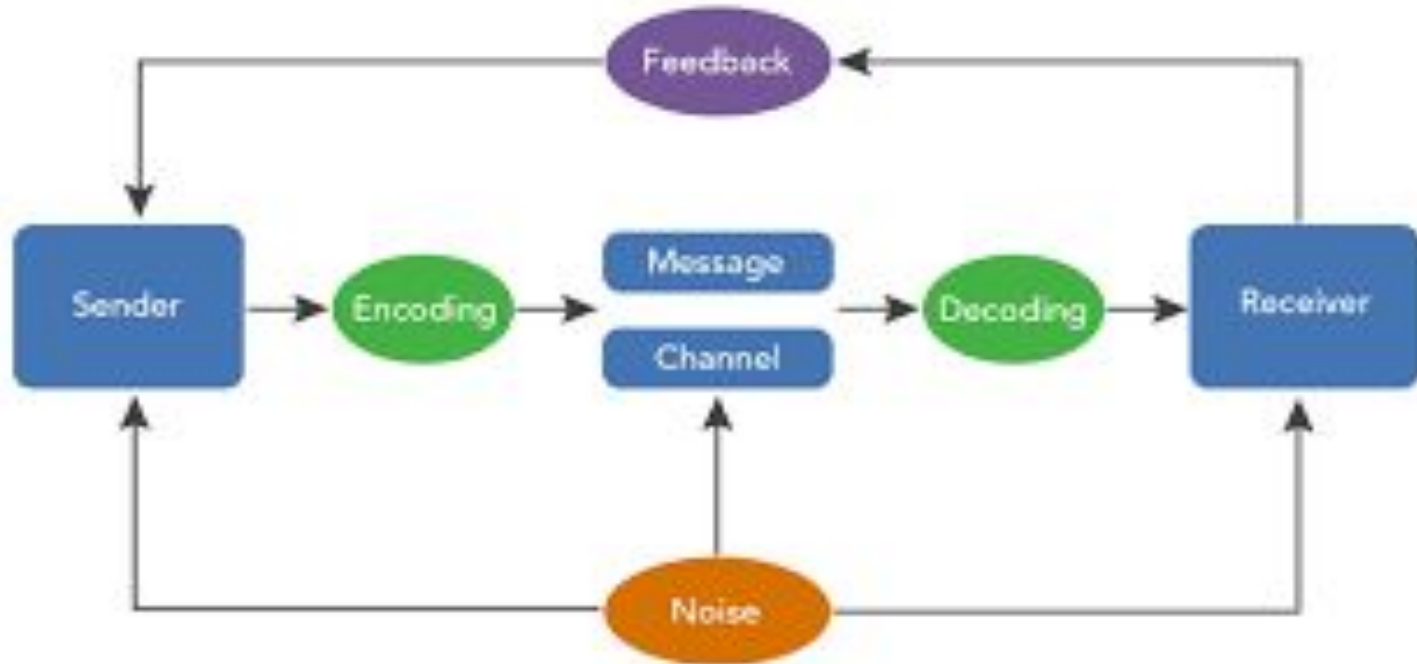 Feedback
Sender
Encoding
Message
Channel
Decoding
Receiver
Noise